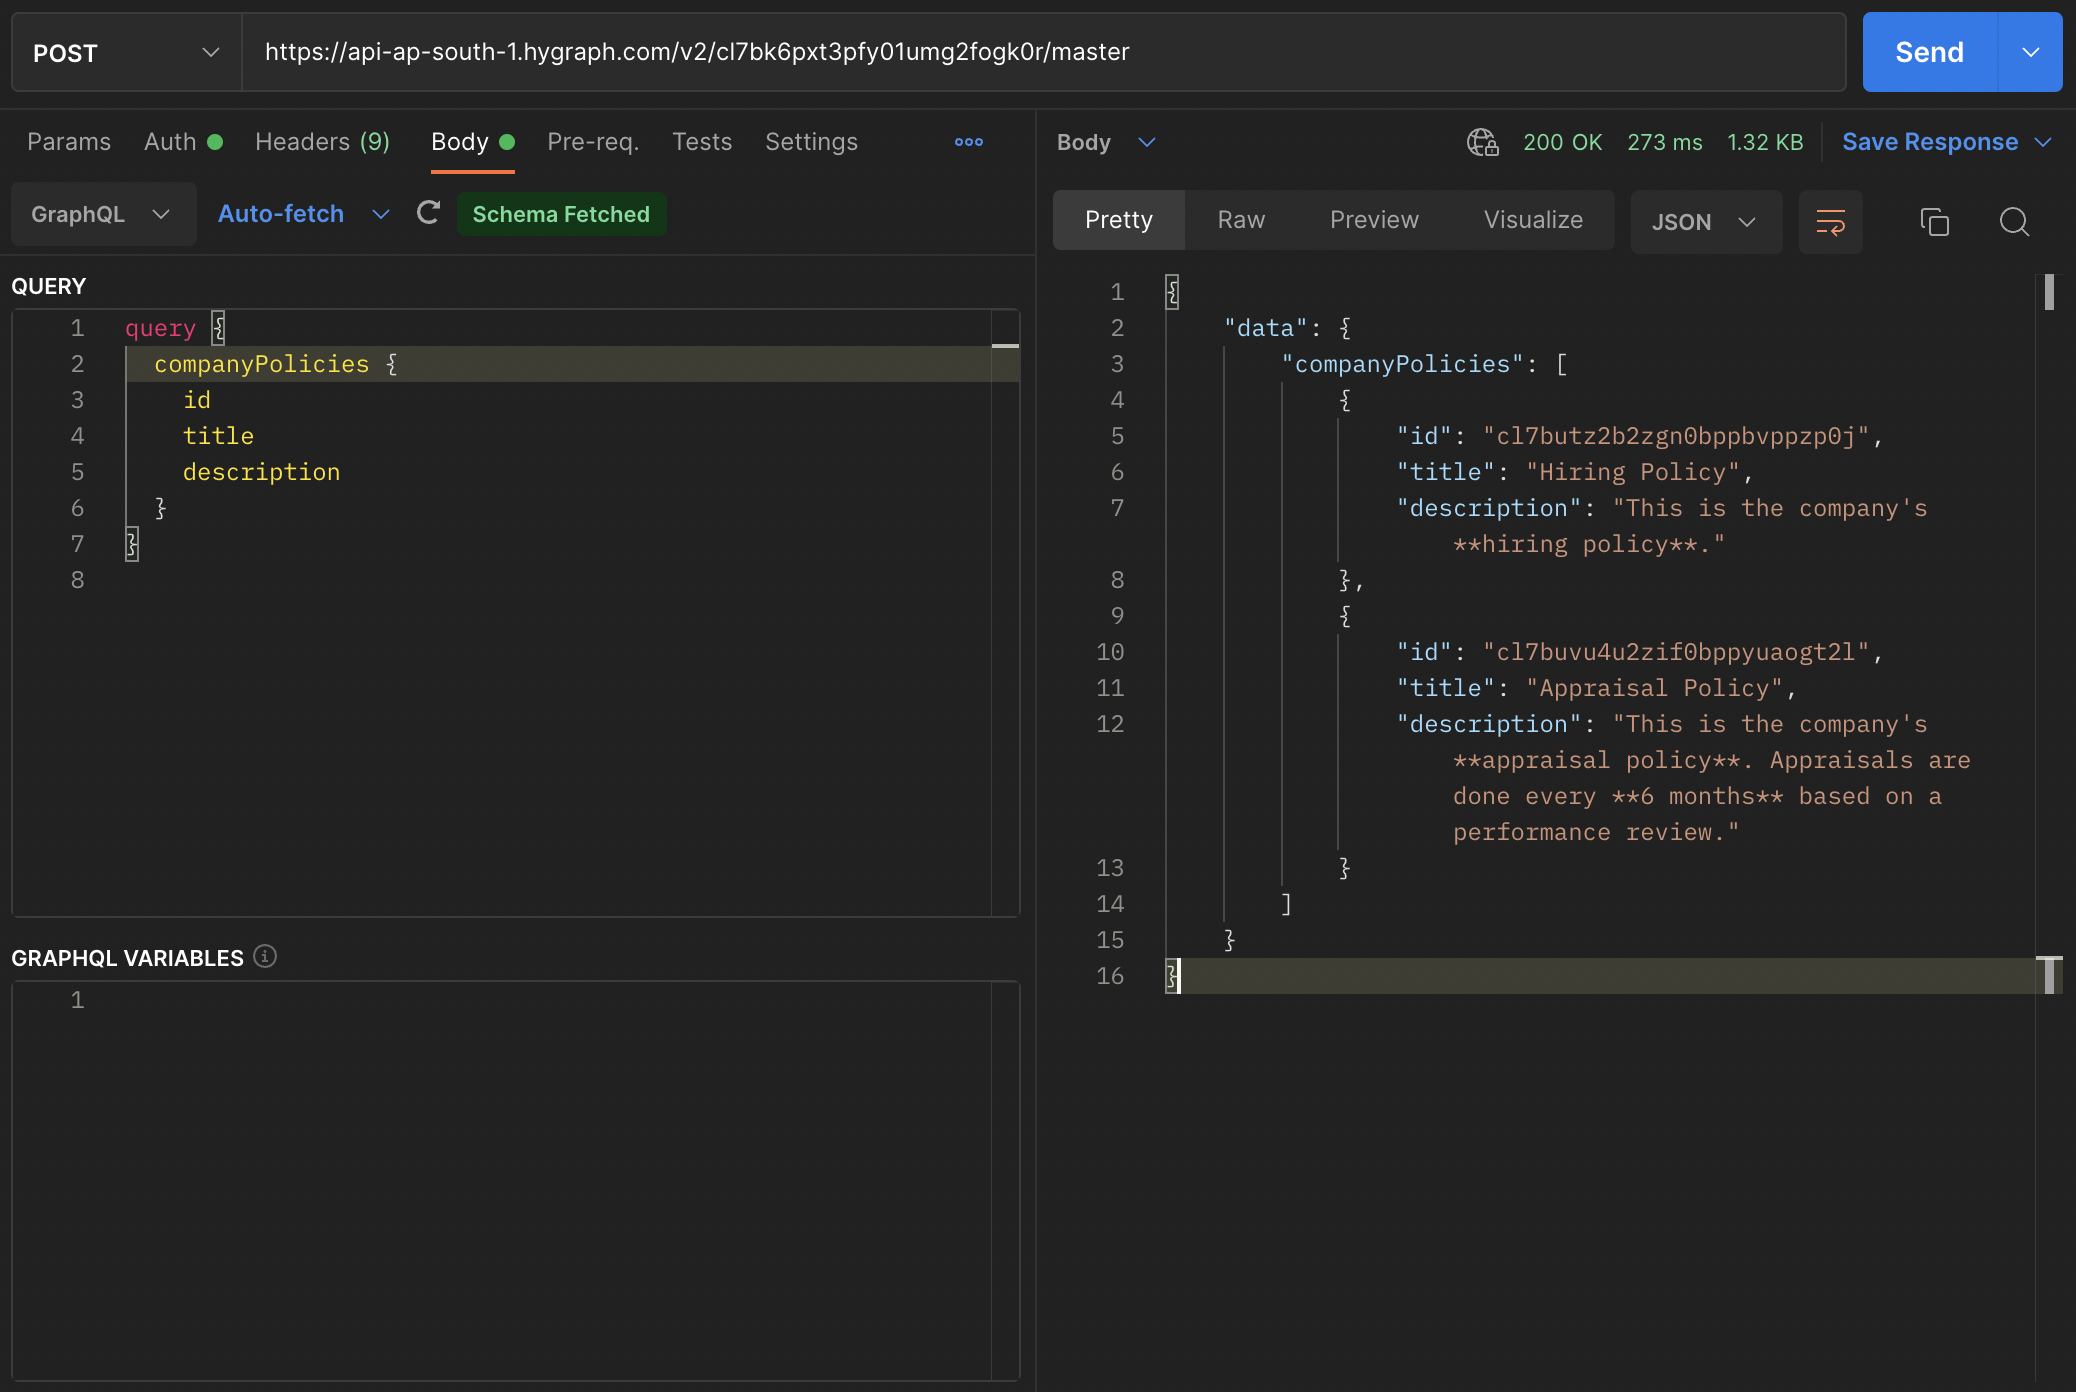 POST
https://api-ap-south-1.hygraph.com/v2/cl7bk6pxt3pfy01umg2fogk0r/master
Send
Params Auth Headers (9) Body Pre-req. Tests Settings
GraphQL Auto-fetch Schema Fetched
QUERY
1 query {
2 companyPolicies {
3 id
4 title
5 description
6 }
7 }
8
GRAPHQL VARIABLES
1
Body 200 OK 273 ms 1.32 KB Save Response
Pretty Raw Preview Visualize JSON
1 {
2 "data": {
3 "companyPolicies": [
4 {
5 "id": "cl7butz2b2zgn0bppbvppzp0j",
6 "title": "Hiring Policy",
7 "description": "This is the company's
**hiring policy**."
8 },
9 {
10 "id": "cl7buvu4u2zif0bppyuaogt2l",
11 "title": "Appraisal Policy",
12 "description": "This is the company's
**appraisal policy**. Appraisals are
done every **6 months** based on a
performance review."
13 }
14 ]
15 }
16 }